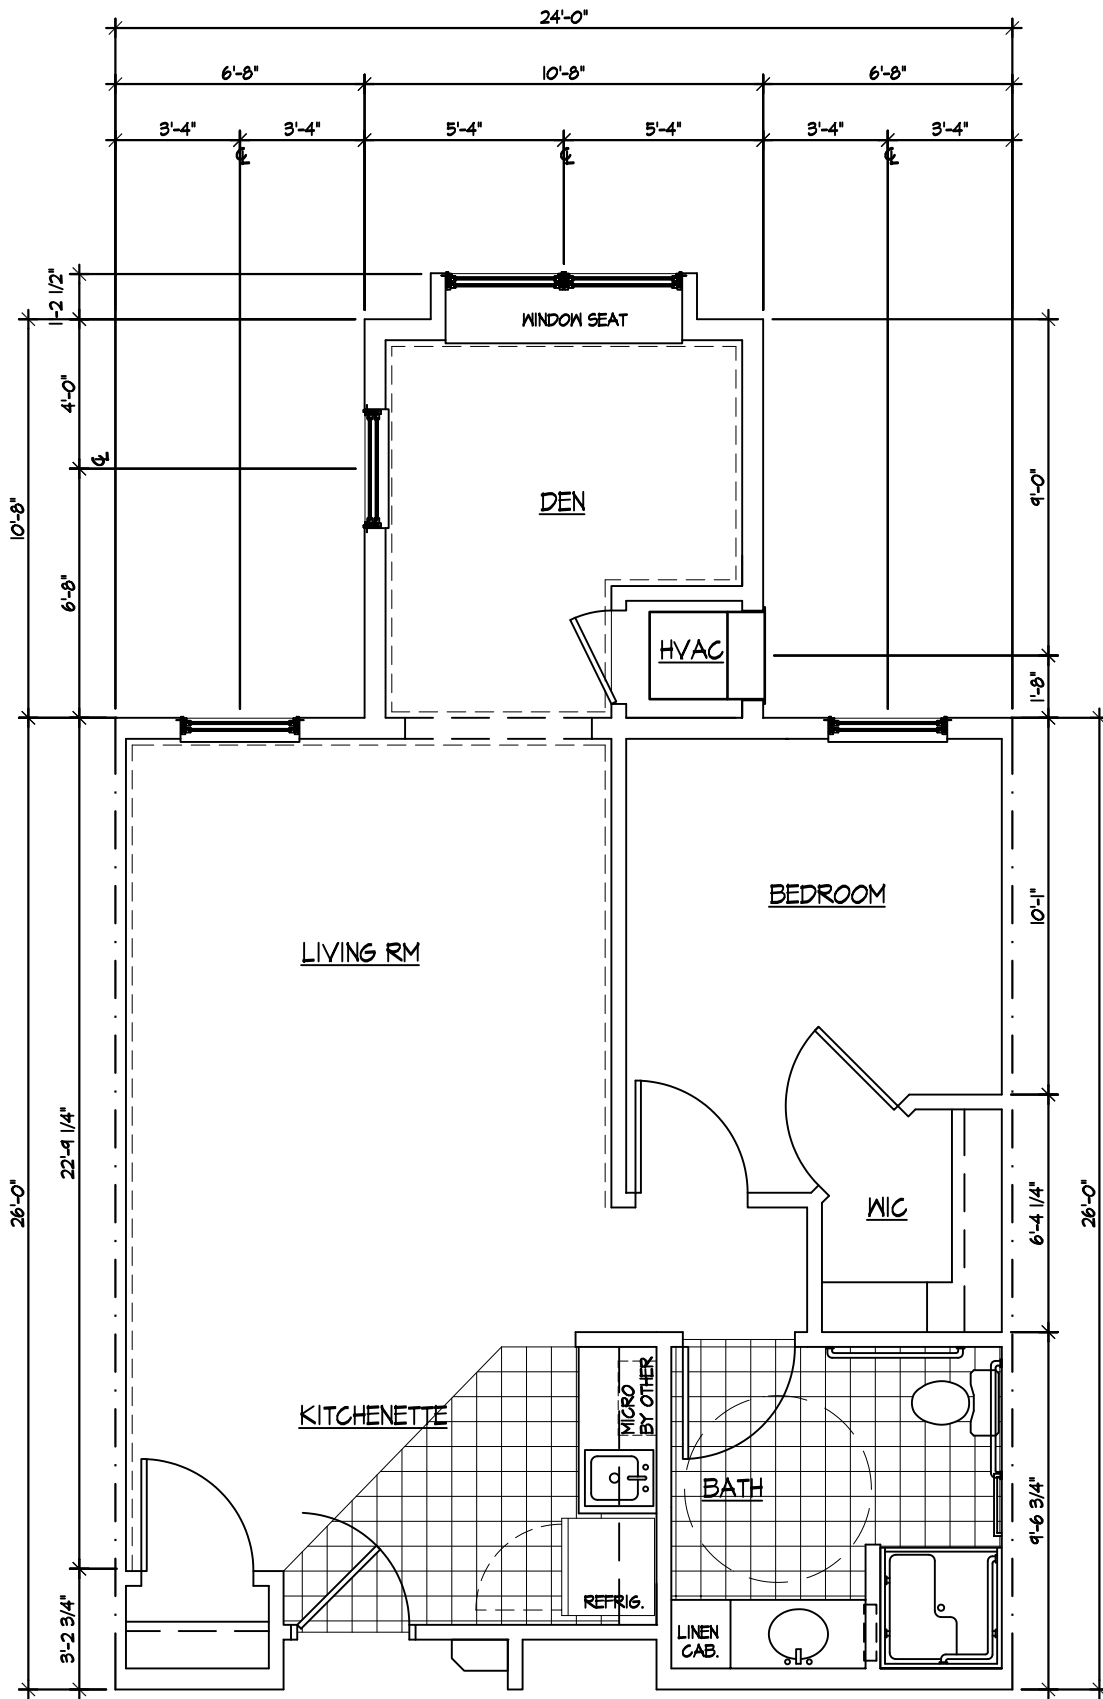 24'-0"
6'-8" 10'-8" 6'-8"
3'-4" 3'-4" 5'-4" 5'-4" 3'-4" 3'-4"
℄ ℄ ℄
1'-2 1/2"
WINDOW SEAT
4'-0"
℄
10'-8"
9'-0"
DEN
6'-8"
HVAC
1'-8"
BEDROOM
10'-1"
LIVING RM
22'-9 1/4"
26'-0"
WIC
6'-4 1/4"
26'-0"
MICRO
BY OTHER
KITCHENETTE
BATH
9'-6 3/4"
REFRIG.
3'-2 3/4"
LINEN
CAB.